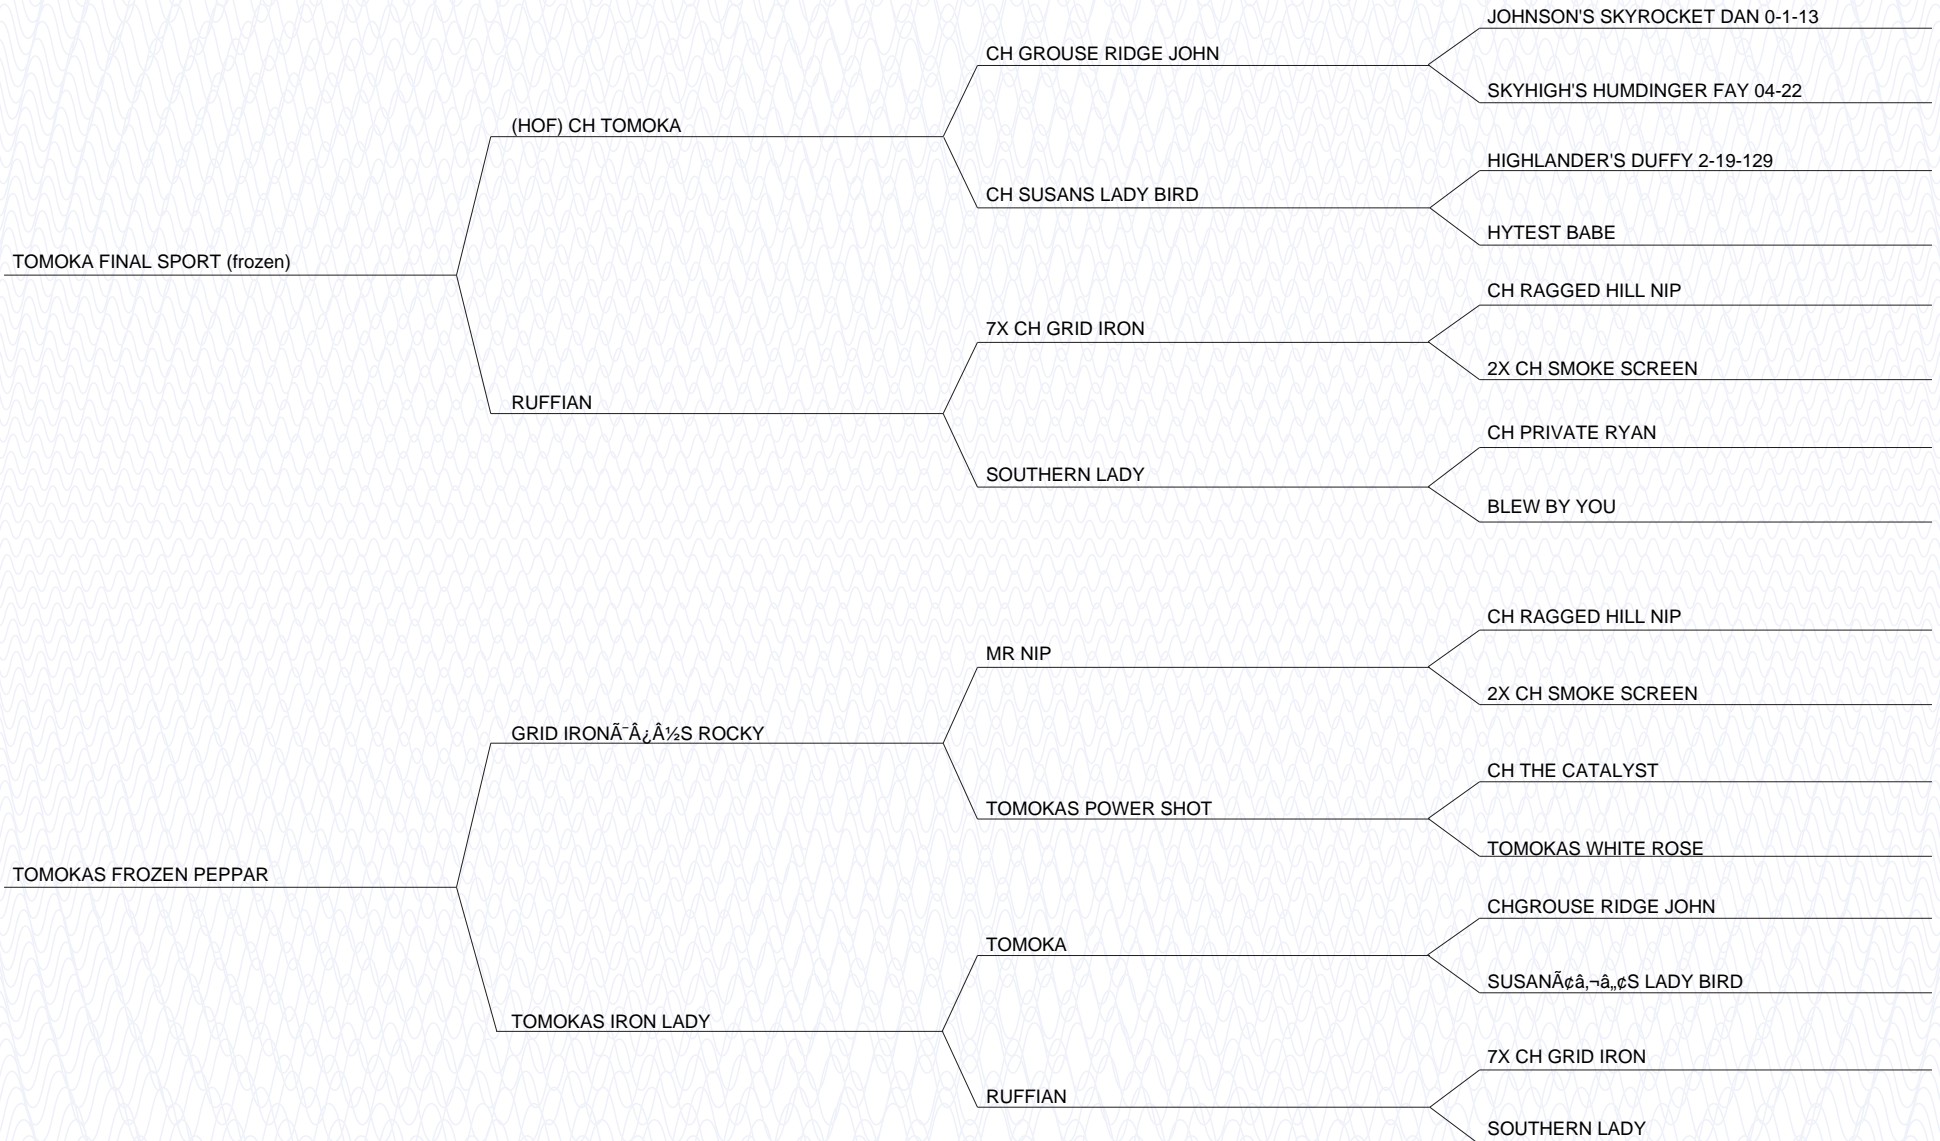 JOHNSON'S SKYROCKET DAN 0-1-13
CH GROUSE RIDGE JOHN
SKYHIGH'S HUMDINGER FAY 04-22
(HOF) CH TOMOKA
HIGHLANDER'S DUFFY 2-19-129
CH SUSANS LADY BIRD
HYTEST BABE
TOMOKA FINAL SPORT (frozen)
CH RAGGED HILL NIP
7X CH GRID IRON
2X CH SMOKE SCREEN
RUFFIAN
CH PRIVATE RYAN
SOUTHERN LADY
BLEW BY YOU
CH RAGGED HILL NIP
MR NIP
2X CH SMOKE SCREEN
GRID IRONÃ¯Â¿Â½S ROCKY
CH THE CATALYST
TOMOKAS POWER SHOT
TOMOKAS WHITE ROSE
TOMOKAS FROZEN PEPPAR
CHGROUSE RIDGE JOHN
TOMOKA
SUSANÃ¢â‚¬â„¢S LADY BIRD
TOMOKAS IRON LADY
7X CH GRID IRON
RUFFIAN
SOUTHERN LADY